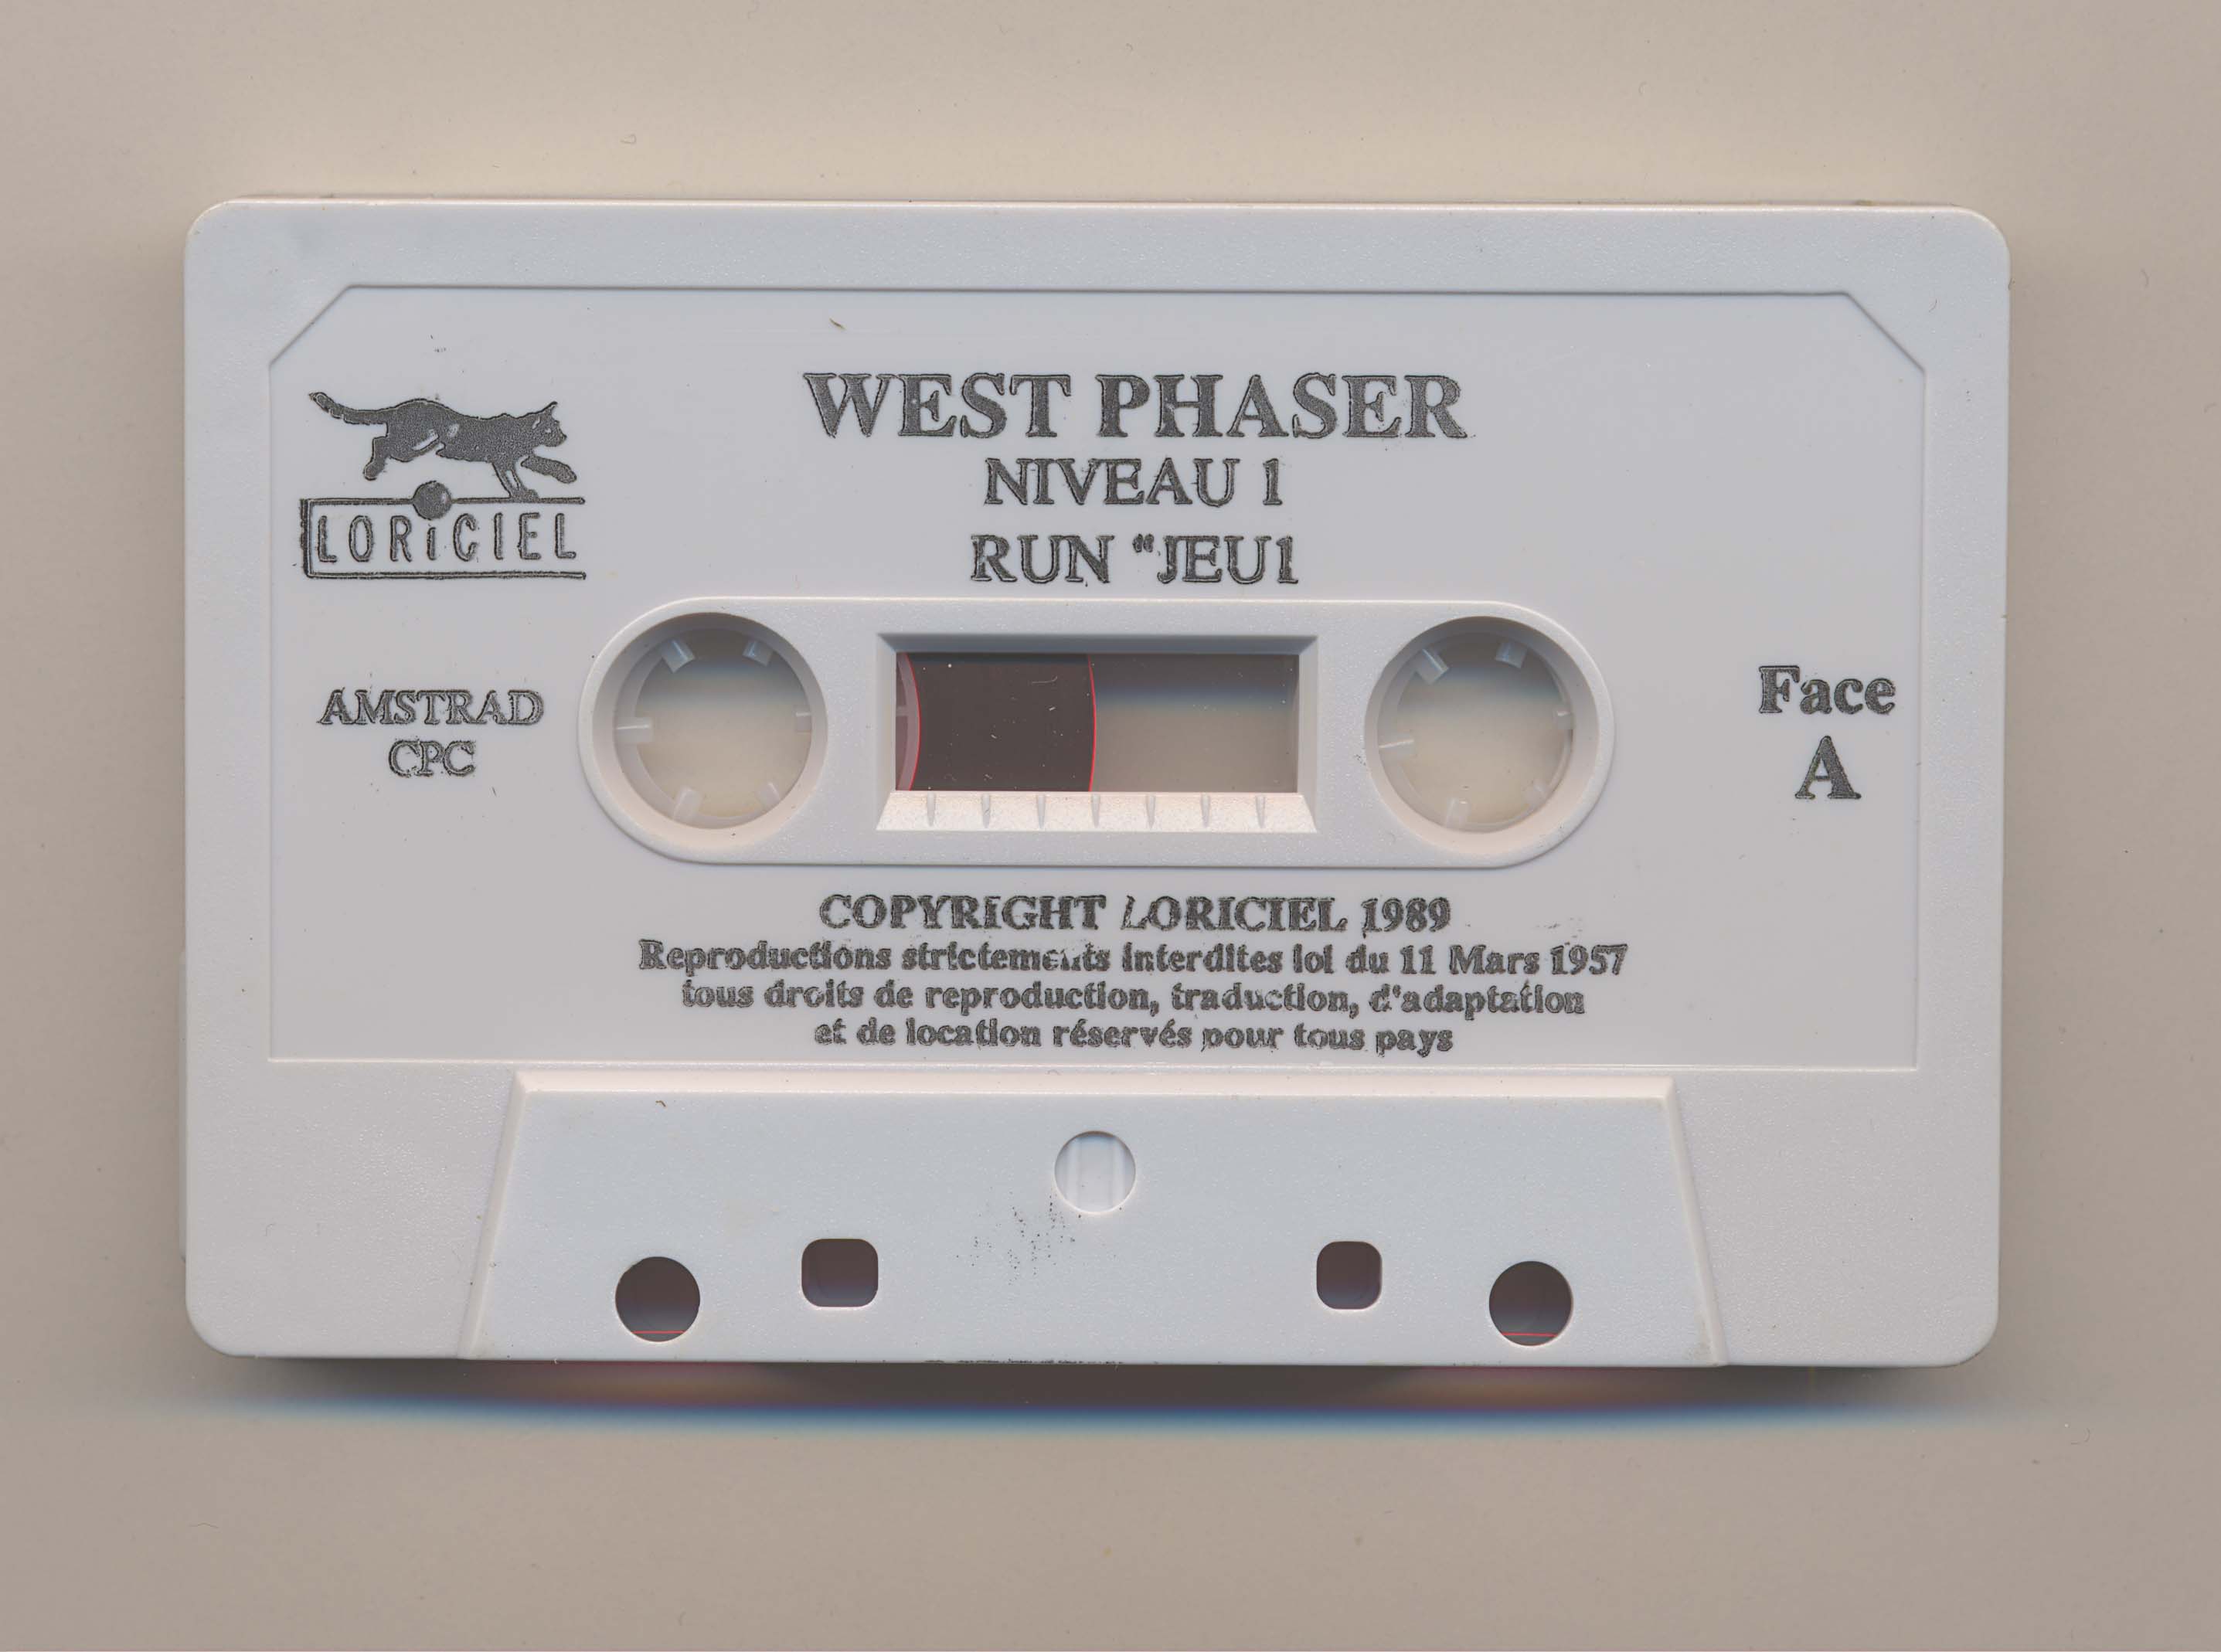 WEST PHASER
NIVEAU 1
RUN "JEU1
LORiCIEL
AMSTRAD
CPC
Face
A
COPYRIGHT LORICIEL 1989
Reproductions strictements interdites loi du 11 Mars 1957
tous droits de reproduction, traduction, d'adaptation
et de location réservés pour tous pays